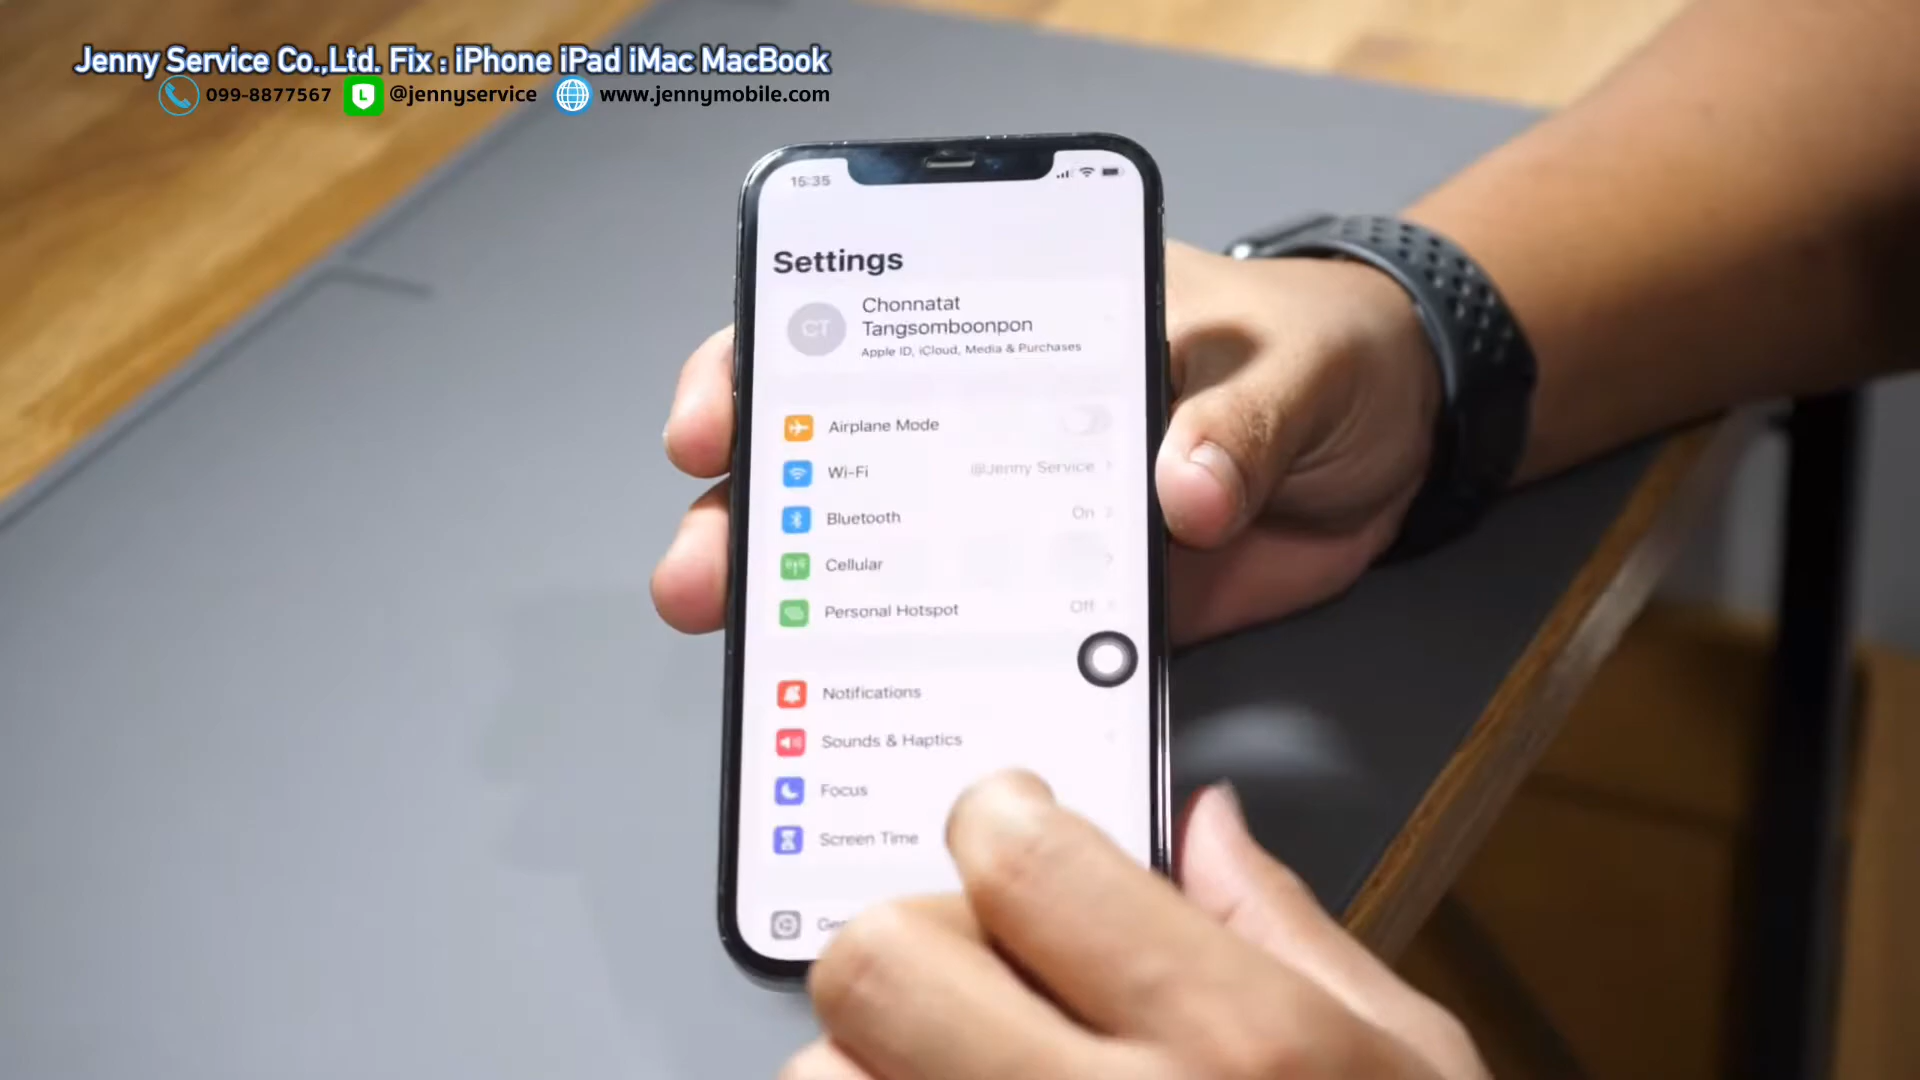 Jenny Service Co.,Ltd. Fix : iPhone iPad iMac MacBook
099-8877567 L @jennyservice www.jennymobile.com
15:35
Settings
CT
Chonnatat
Tangsomboonpon
Apple ID, iCloud, Media & Purchases
Airplane Mode
Wi-Fi @Jenny Service
Bluetooth On
Cellular
Personal Hotspot Off
Notifications
Sounds & Haptics
Focus
Screen Time